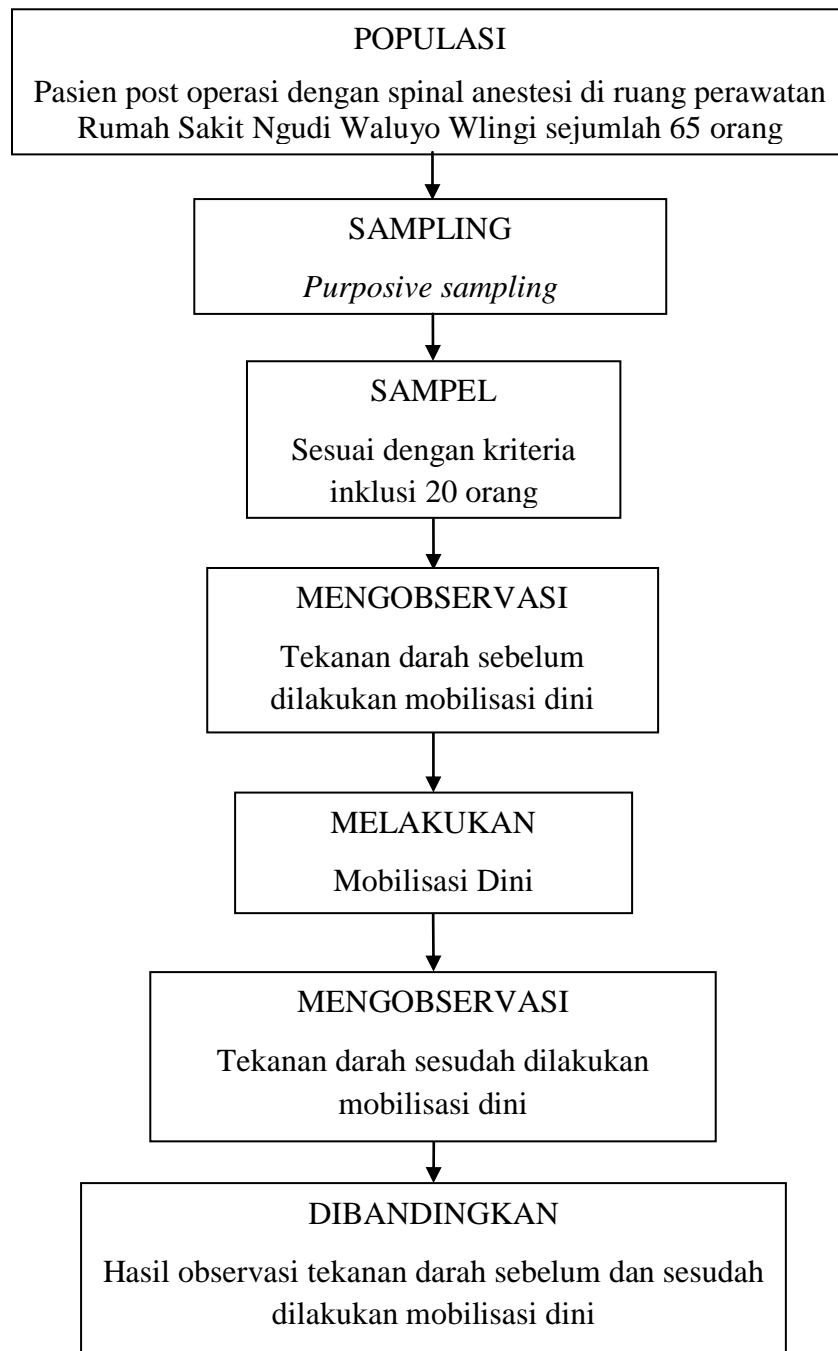 POPULASI
Pasien post operasi dengan spinal anestesi di ruang perawatan
Rumah Sakit Ngudi Waluyo Wlingi sejumlah 65 orang
SAMPLING
Purposive sampling
SAMPEL
Sesuai dengan kriteria
inklusi 20 orang
MENGOBSERVASI
Tekanan darah sebelum
dilakukan mobilisasi dini
MELAKUKAN
Mobilisasi Dini
MENGOBSERVASI
Tekanan darah sesudah dilakukan
mobilisasi dini
DIBANDINGKAN
Hasil observasi tekanan darah sebelum dan sesudah
dilakukan mobilisasi dini